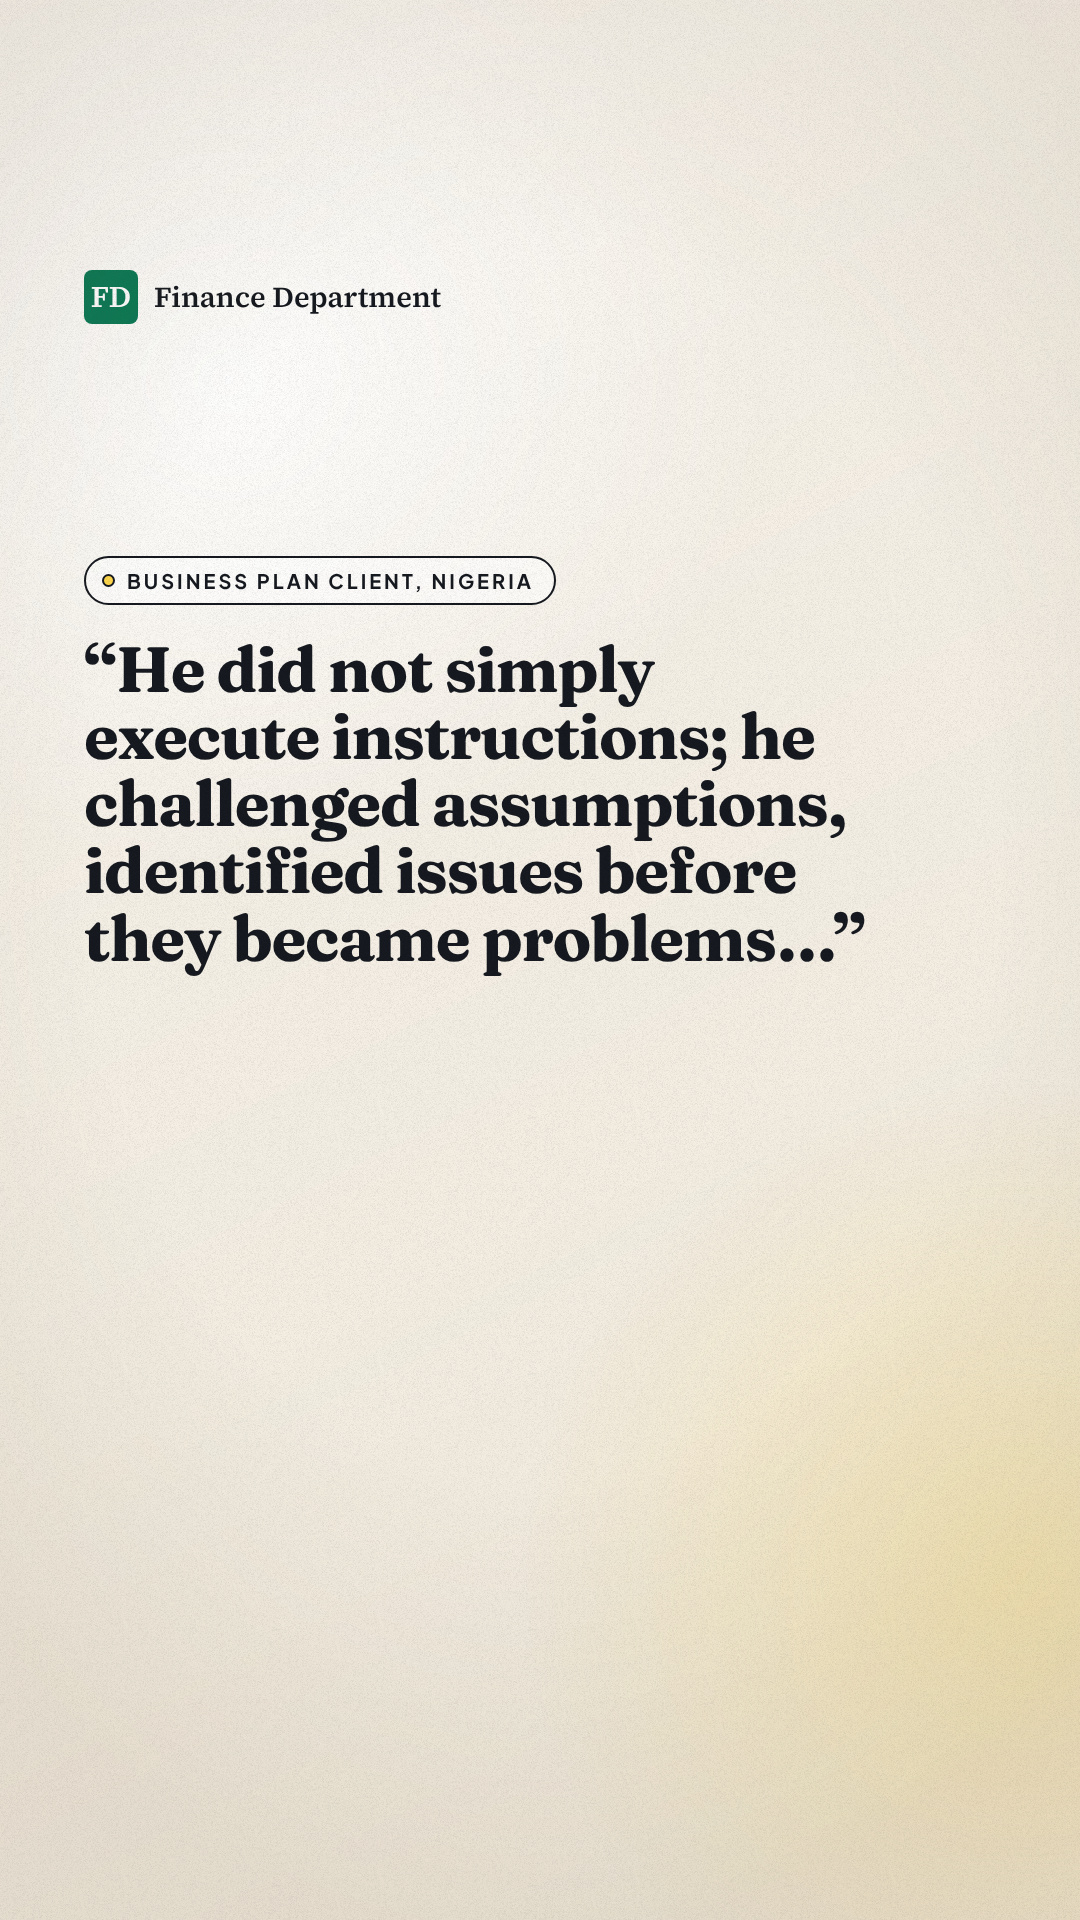 FD Finance Department
BUSINESS PLAN CLIENT, NIGERIA
“He did not simply
execute instructions; he
challenged assumptions,
identified issues before
they became problems...”